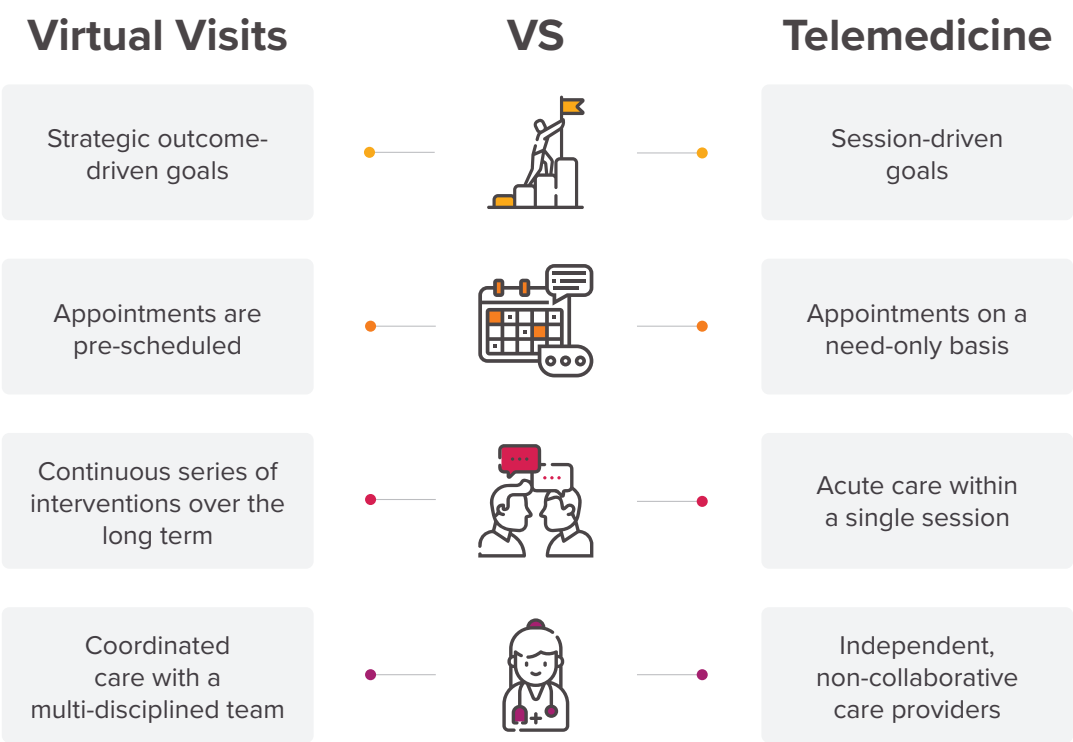 Virtual Visits VS Telemedicine
Strategic outcome-
driven goals
Session-driven
goals
Appointments are
pre-scheduled
Appointments on a
need-only basis
Continuous series of
interventions over the
long term
Acute care within
a single session
Coordinated
care with a
multi-disciplined team
Independent,
non-collaborative
care providers